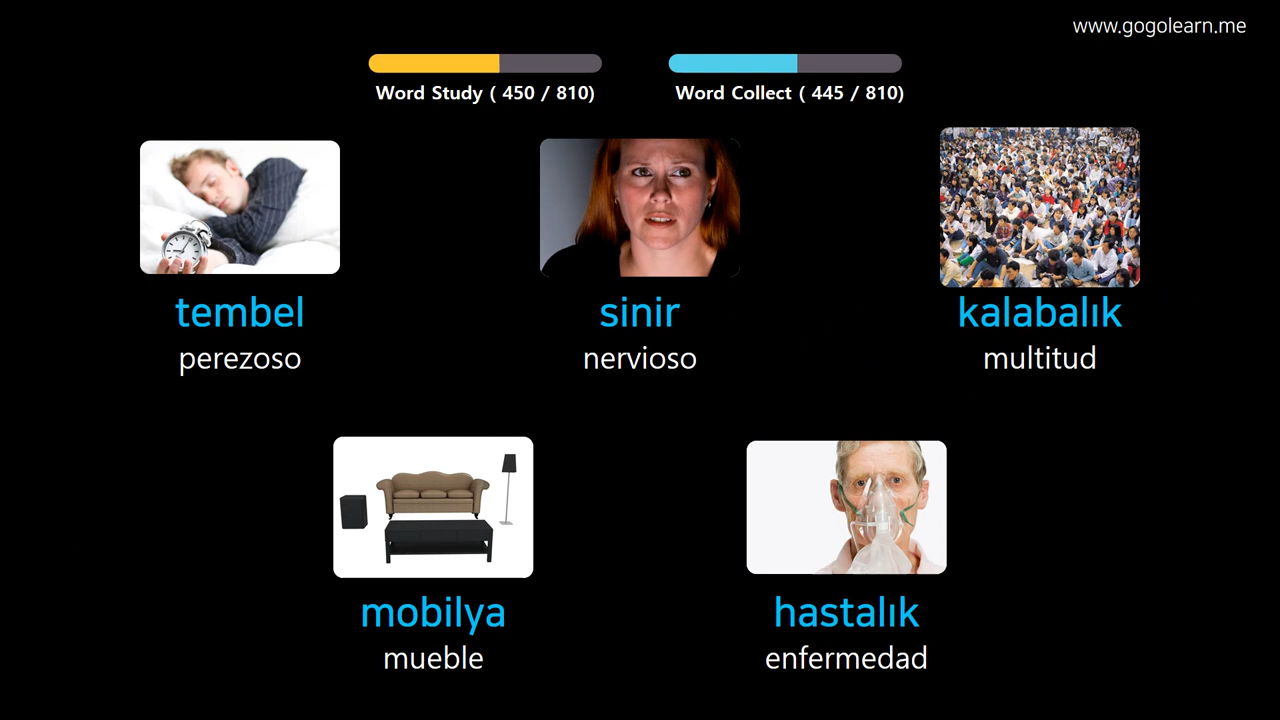 www.gogolearn.me
Word Study ( 450 / 810)
Word Collect ( 445 / 810)
tembel
perezoso
sinir
nervioso
kalabalık
multitud
mobilya
mueble
hastalık
enfermedad